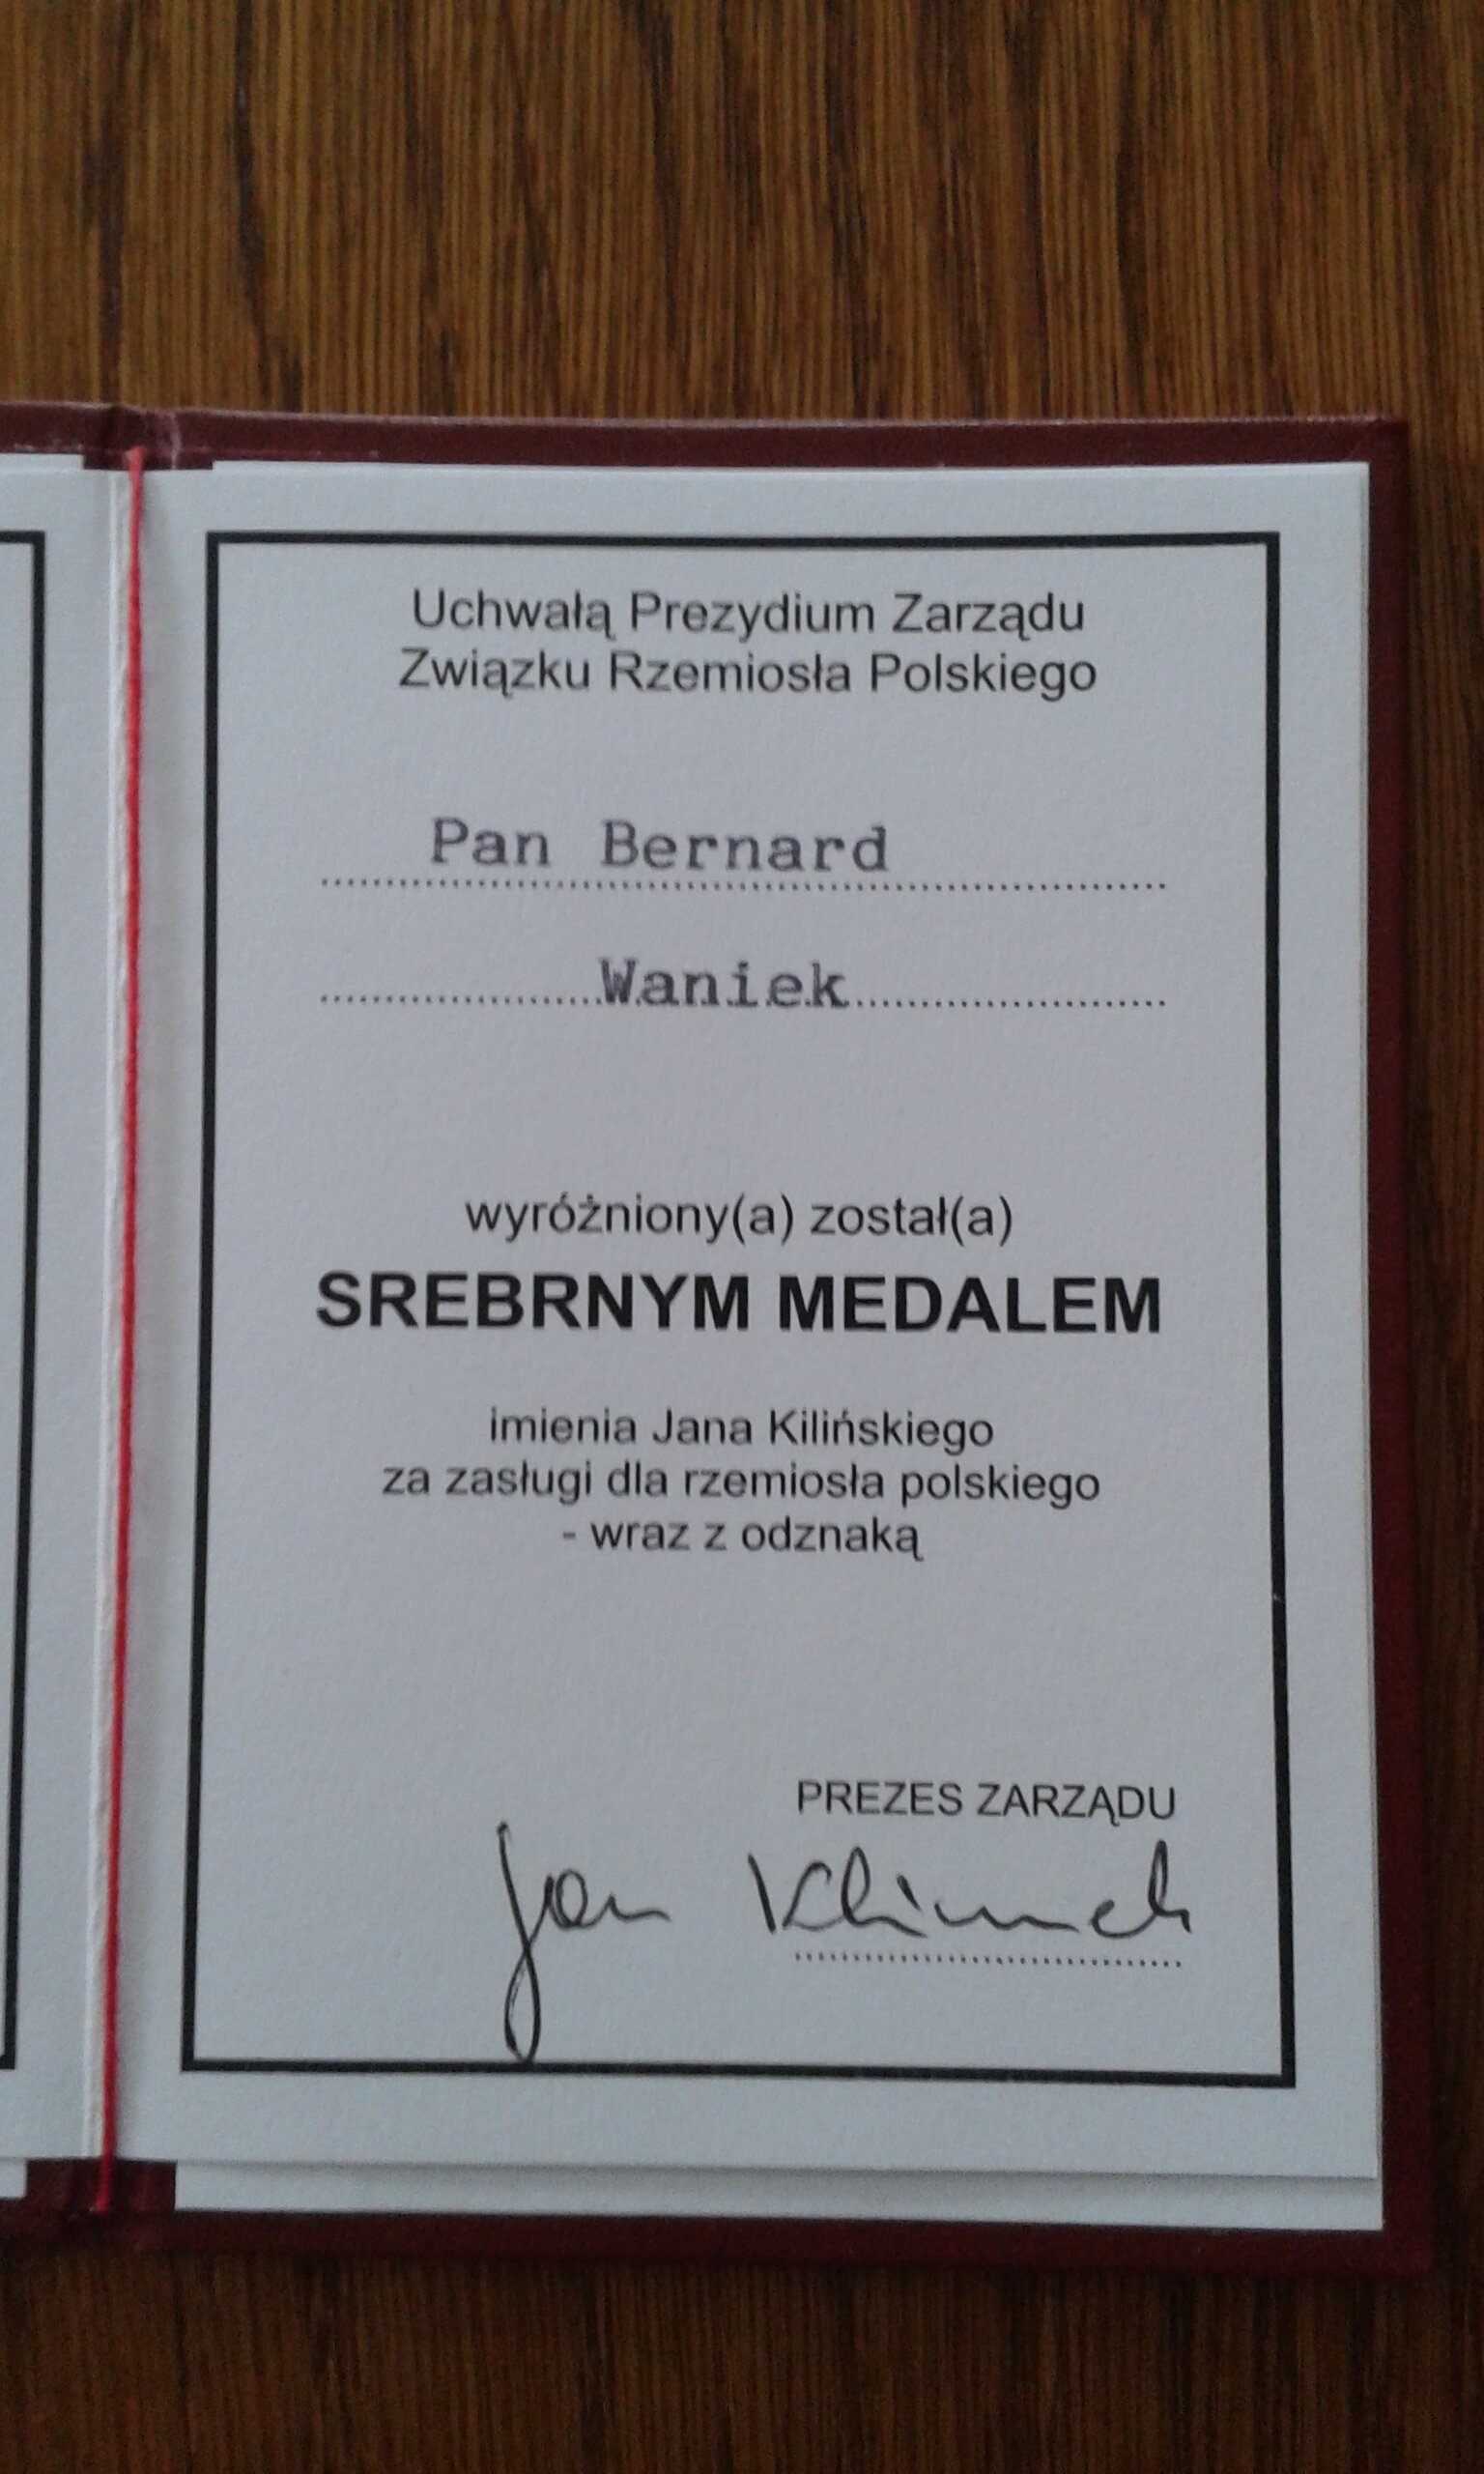 Uchwałą Prezydium Zarządu
Związku Rzemiosła Polskiego
Pan Bernard
Waniek
wyróżniony(a) został(a)
SREBRNYM MEDALEM
imienia Jana Kilińskiego
za zasługi dla rzemiosła polskiego
- wraz z odznaką
PREZES ZARZĄDU
Jan Klimek